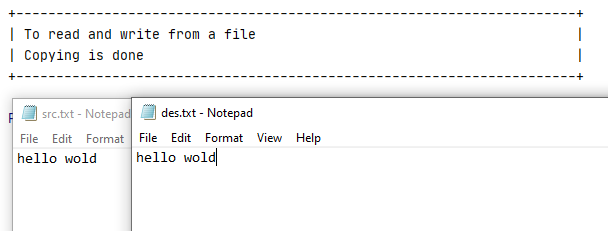 +----------------------------------------------------------------------+
| To read and write from a file |
| Copying is done |
+----------------------------------------------------------------------+
src.txt - Notepad
File Edit Format
hello wold
des.txt - Notepad
File Edit Format View Help
hello wold